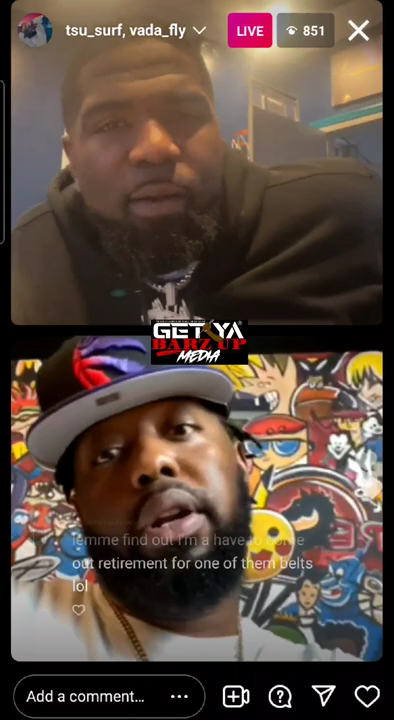 tsu_surf, vada_fly
LIVE
851
GET YA
BARZ UP
MEDIA
lemme find out I'm a have to come
out retirement for one of them belts
lol
Add a comment...